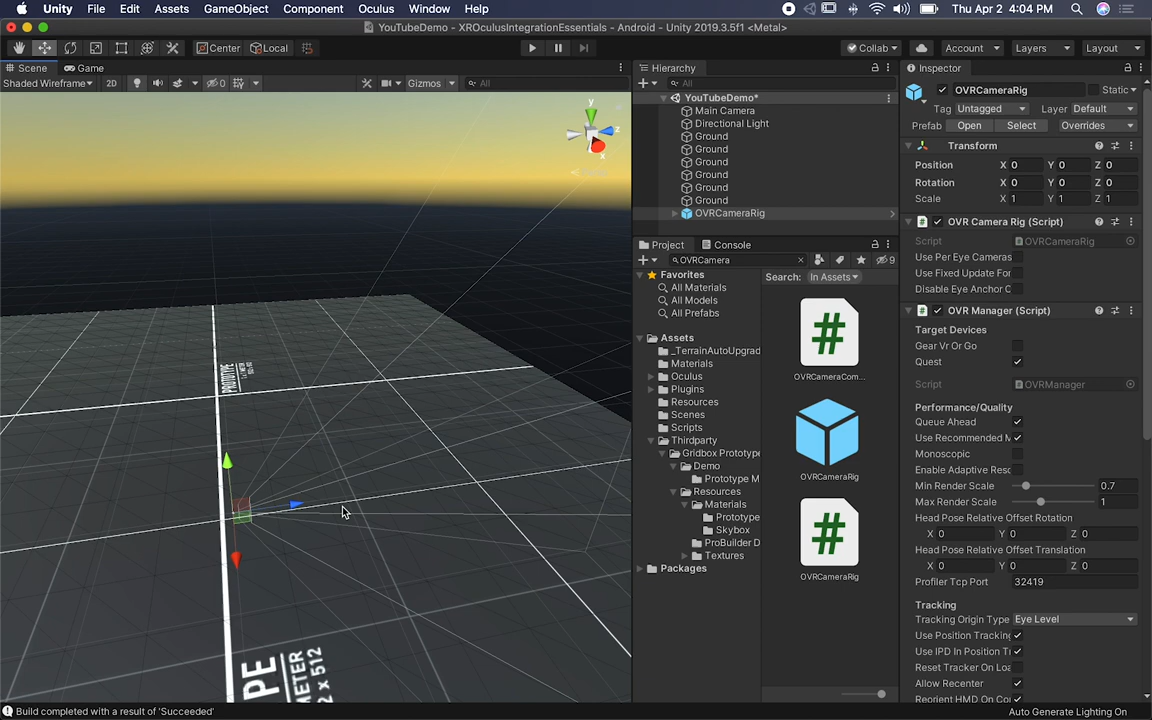 Unity File Edit Assets GameObject Component Oculus Window Help Thu Apr 2 4:04 PM
YouTubeDemo - XROculusIntegrationEssentials - Android - Unity 2019.3.5f1 <Metal>
Center Local Collab Account Layers Layout
Scene Game
Shaded Wireframe 2D 0 Gizmos All
y
z
x
PROTOTYPE
PE
METER
2 x 512
Hierarchy
All
YouTubeDemo*
Main Camera
Directional Light
Ground
Ground
Ground
Ground
Ground
Ground
OVRCameraRig
Project Console
OVRCamera 9
Favorites
All Materials
All Models
All Prefabs
Assets
_TerrainAutoUpgrad
Materials
Oculus
Plugins
Resources
Scenes
Scripts
Thirdparty
Gridbox Prototype
Demo
Prototype M
Resources
Materials
Prototype
Skybox
ProBuilder D
Textures
Packages
Search: In Assets
OVRCameraCom...
OVRCameraRig
OVRCameraRig
Inspector
OVRCameraRig Static
Tag Untagged Layer Default
Prefab Open Select Overrides
Transform
Position X 0 Y 0 Z 0
Rotation X 0 Y 0 Z 0
Scale X 1 Y 1 Z 1
OVR Camera Rig (Script)
Script OVRCameraRig
Use Per Eye Cameras
Use Fixed Update For
Disable Eye Anchor C
OVR Manager (Script)
Target Devices
Gear Vr Or Go
Quest
Script OVRManager
Performance/Quality
Queue Ahead
Use Recommended M
Monoscopic
Enable Adaptive Reso
Min Render Scale 0.7
Max Render Scale 1
Head Pose Relative Offset Rotation
X 0 Y 0 Z 0
Head Pose Relative Offset Translation
X 0 Y 0 Z 0
Profiler Tcp Port 32419
Tracking
Tracking Origin Type Eye Level
Use Position Tracking
Use IPD In Position T
Reset Tracker On Loa
Allow Recenter
Reorient HMD On Co
Build completed with a result of 'Succeeded'
Auto Generate Lighting On